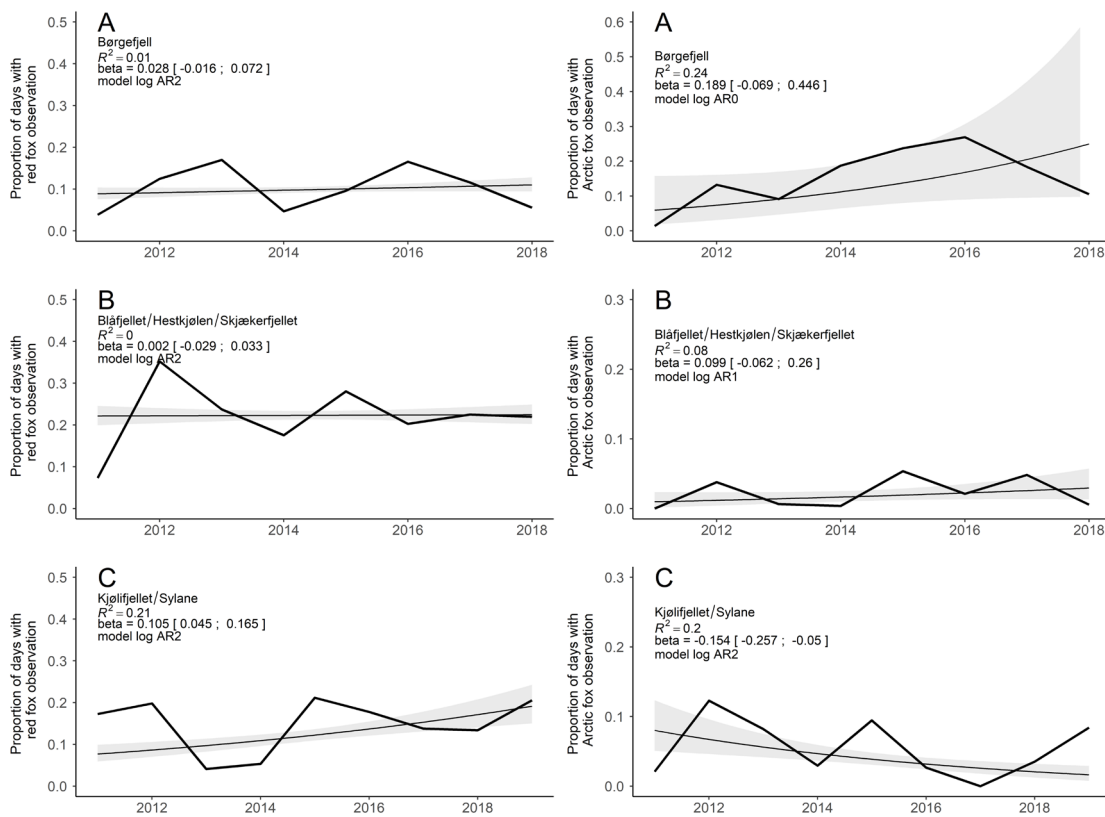 A
Børgefjell
R² = 0.01
beta = 0.028 [ -0.016 ; 0.072 ]
model log AR2
Proportion of days with
red fox observation
0.5
0.4
0.3
0.2
0.1
0.0
2012 2014 2016 2018
A
Børgefjell
R² = 0.24
beta = 0.189 [ -0.069 ; 0.446 ]
model log AR0
Proportion of days with
Arctic fox observation
0.6
0.5
0.4
0.3
0.2
0.1
0.0
2012 2014 2016 2018
B
Blåfjellet/Hestkjølen/Skjækerfjellet
R² = 0
beta = 0.002 [ -0.029 ; 0.033 ]
model log AR2
Proportion of days with
red fox observation
0.5
0.4
0.3
0.2
0.1
0.0
2012 2014 2016 2018
B
Blåfjellet/Hestkjølen/Skjækerfjellet
R² = 0.08
beta = 0.099 [ -0.062 ; 0.26 ]
model log AR1
Proportion of days with
Arctic fox observation
0.3
0.2
0.1
0.0
2012 2014 2016 2018
C
Kjølifjellet/Sylane
R² = 0.21
beta = 0.105 [ 0.045 ; 0.165 ]
model log AR2
Proportion of days with
red fox observation
0.5
0.4
0.3
0.2
0.1
0.0
2012 2014 2016 2018
C
Kjølifjellet/Sylane
R² = 0.2
beta = -0.154 [ -0.257 ; -0.05 ]
model log AR2
Proportion of days with
Arctic fox observation
0.3
0.2
0.1
0.0
2012 2014 2016 2018